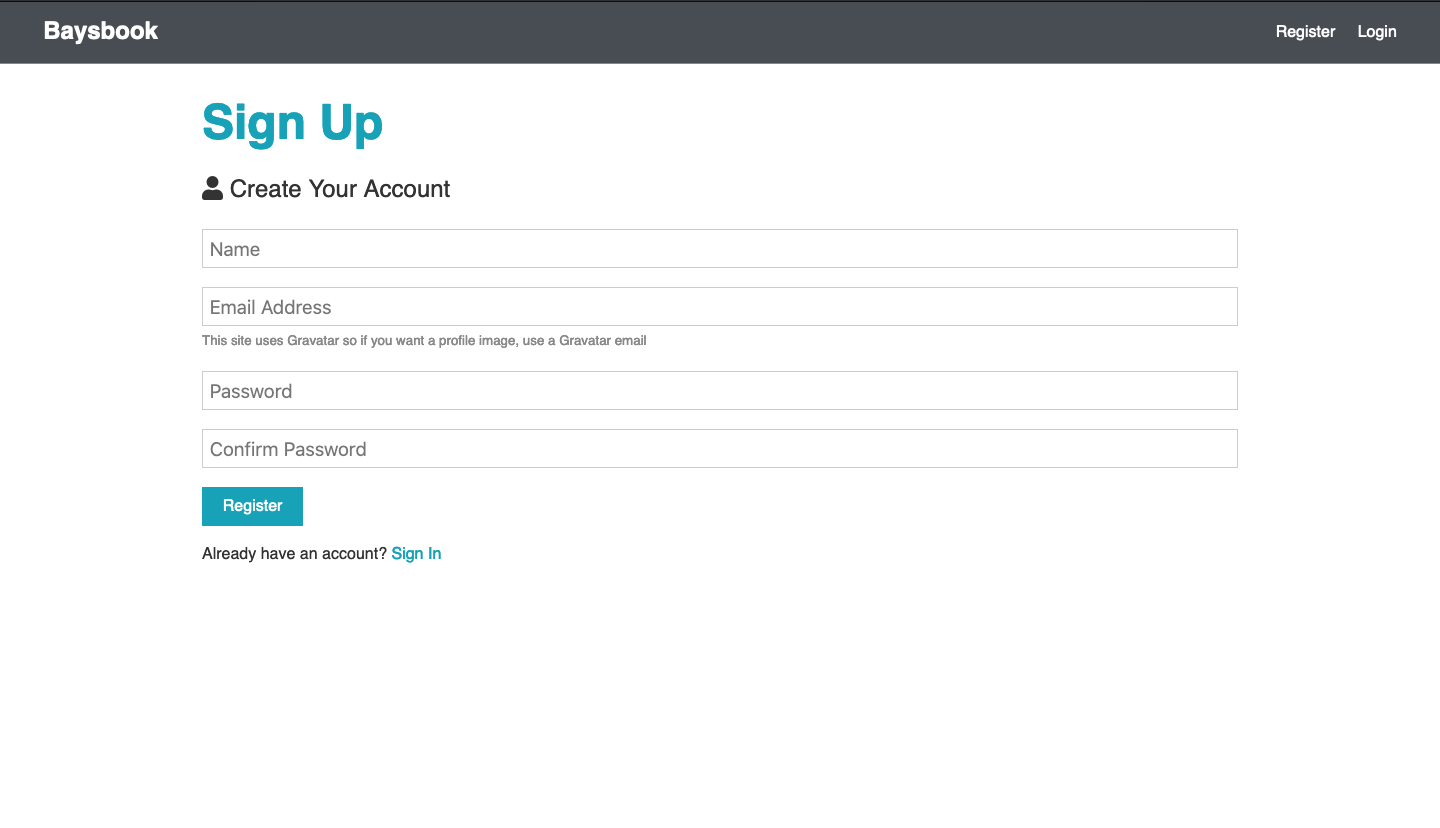 Baysbook
Register Login
Sign Up
Create Your Account
Name
Email Address
This site uses Gravatar so if you want a profile image, use a Gravatar email
Password
Confirm Password
Register
Already have an account? Sign In